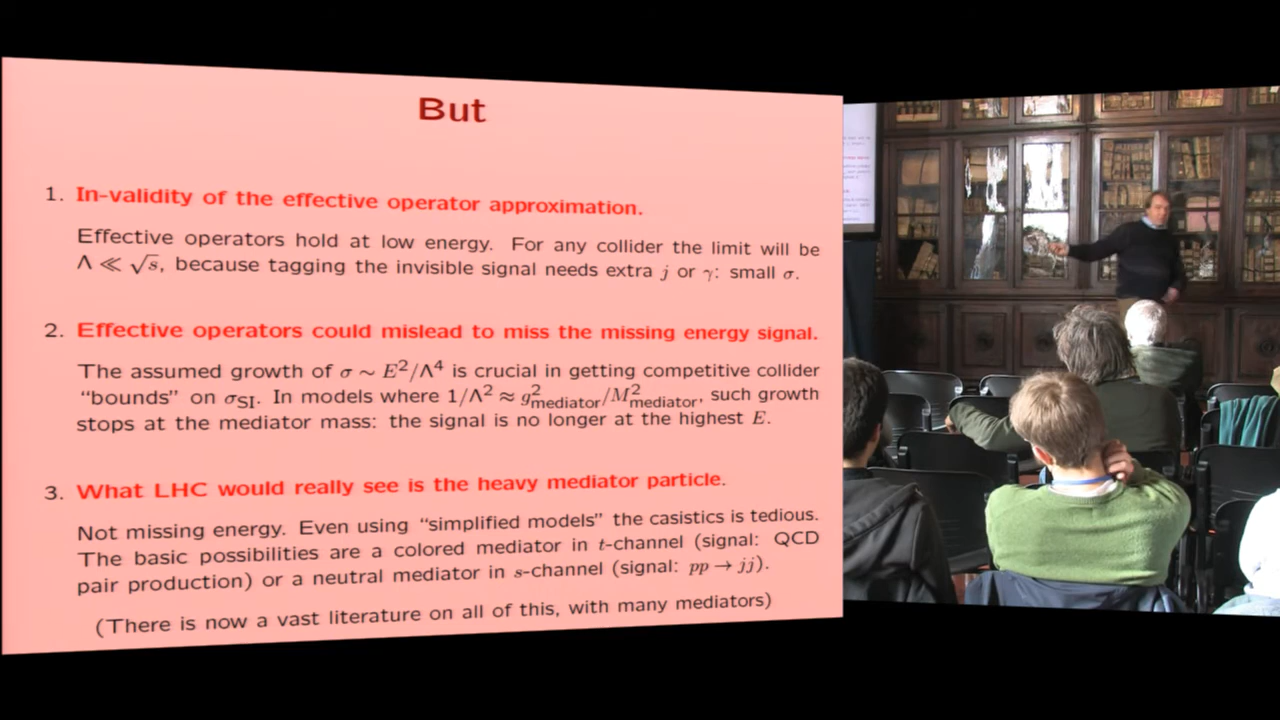 But
1. In-validity of the effective operator approximation.
Effective operators hold at low energy. For any collider the limit will be
Λ ≪ √s, because tagging the invisible signal needs extra j or γ: small σ.
2. Effective operators could mislead to miss the missing energy signal.
The assumed growth of σ ∼ E²/Λ⁴ is crucial in getting competitive collider
“bounds” on σ_SI. In models where 1/Λ² ≈ g²_mediator/M²_mediator, such growth
stops at the mediator mass: the signal is no longer at the highest E.
3. What LHC would really see is the heavy mediator particle.
Not missing energy. Even using “simplified models” the casistics is tedious.
The basic possibilities are a colored mediator in t-channel (signal: QCD
pair production) or a neutral mediator in s-channel (signal: pp → jj).
(There is now a vast literature on all of this, with many mediators)